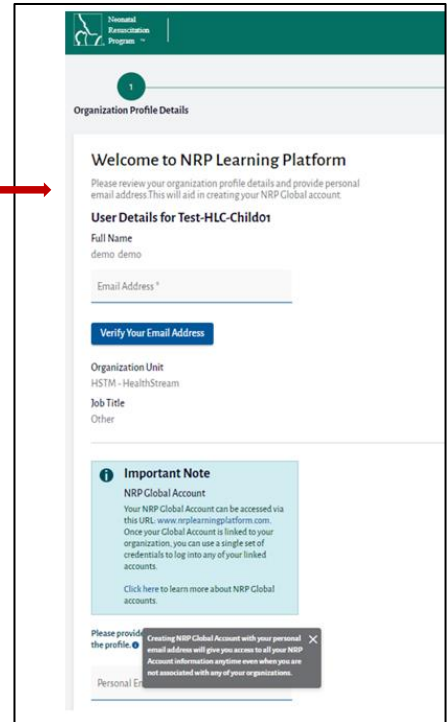 Neonatal
Resuscitation
Program ™
1
Organization Profile Details
Welcome to NRP Learning Platform
Please review your organization profile details and provide personal
email address.This will aid in creating your NRP Global account.
User Details for Test-HLC-Child01
Full Name
demo demo
Email Address *
Verify Your Email Address
Organization Unit
HSTM - HealthStream
Job Title
Other
Important Note
NRP Global Account
Your NRP Global Account can be accessed via
this URL: www.nrplearningplatform.com.
Once your Global Account is linked to your
organization, you can use a single set of
credentials to log into any of your linked
accounts.
Click here to learn more about NRP Global
accounts.
Please provide
the profile.
Creating NRP Global Account with your personal
email address will give you access to all your NRP
Account information anytime even when you are
not associated with any of your organizations.
Personal Em